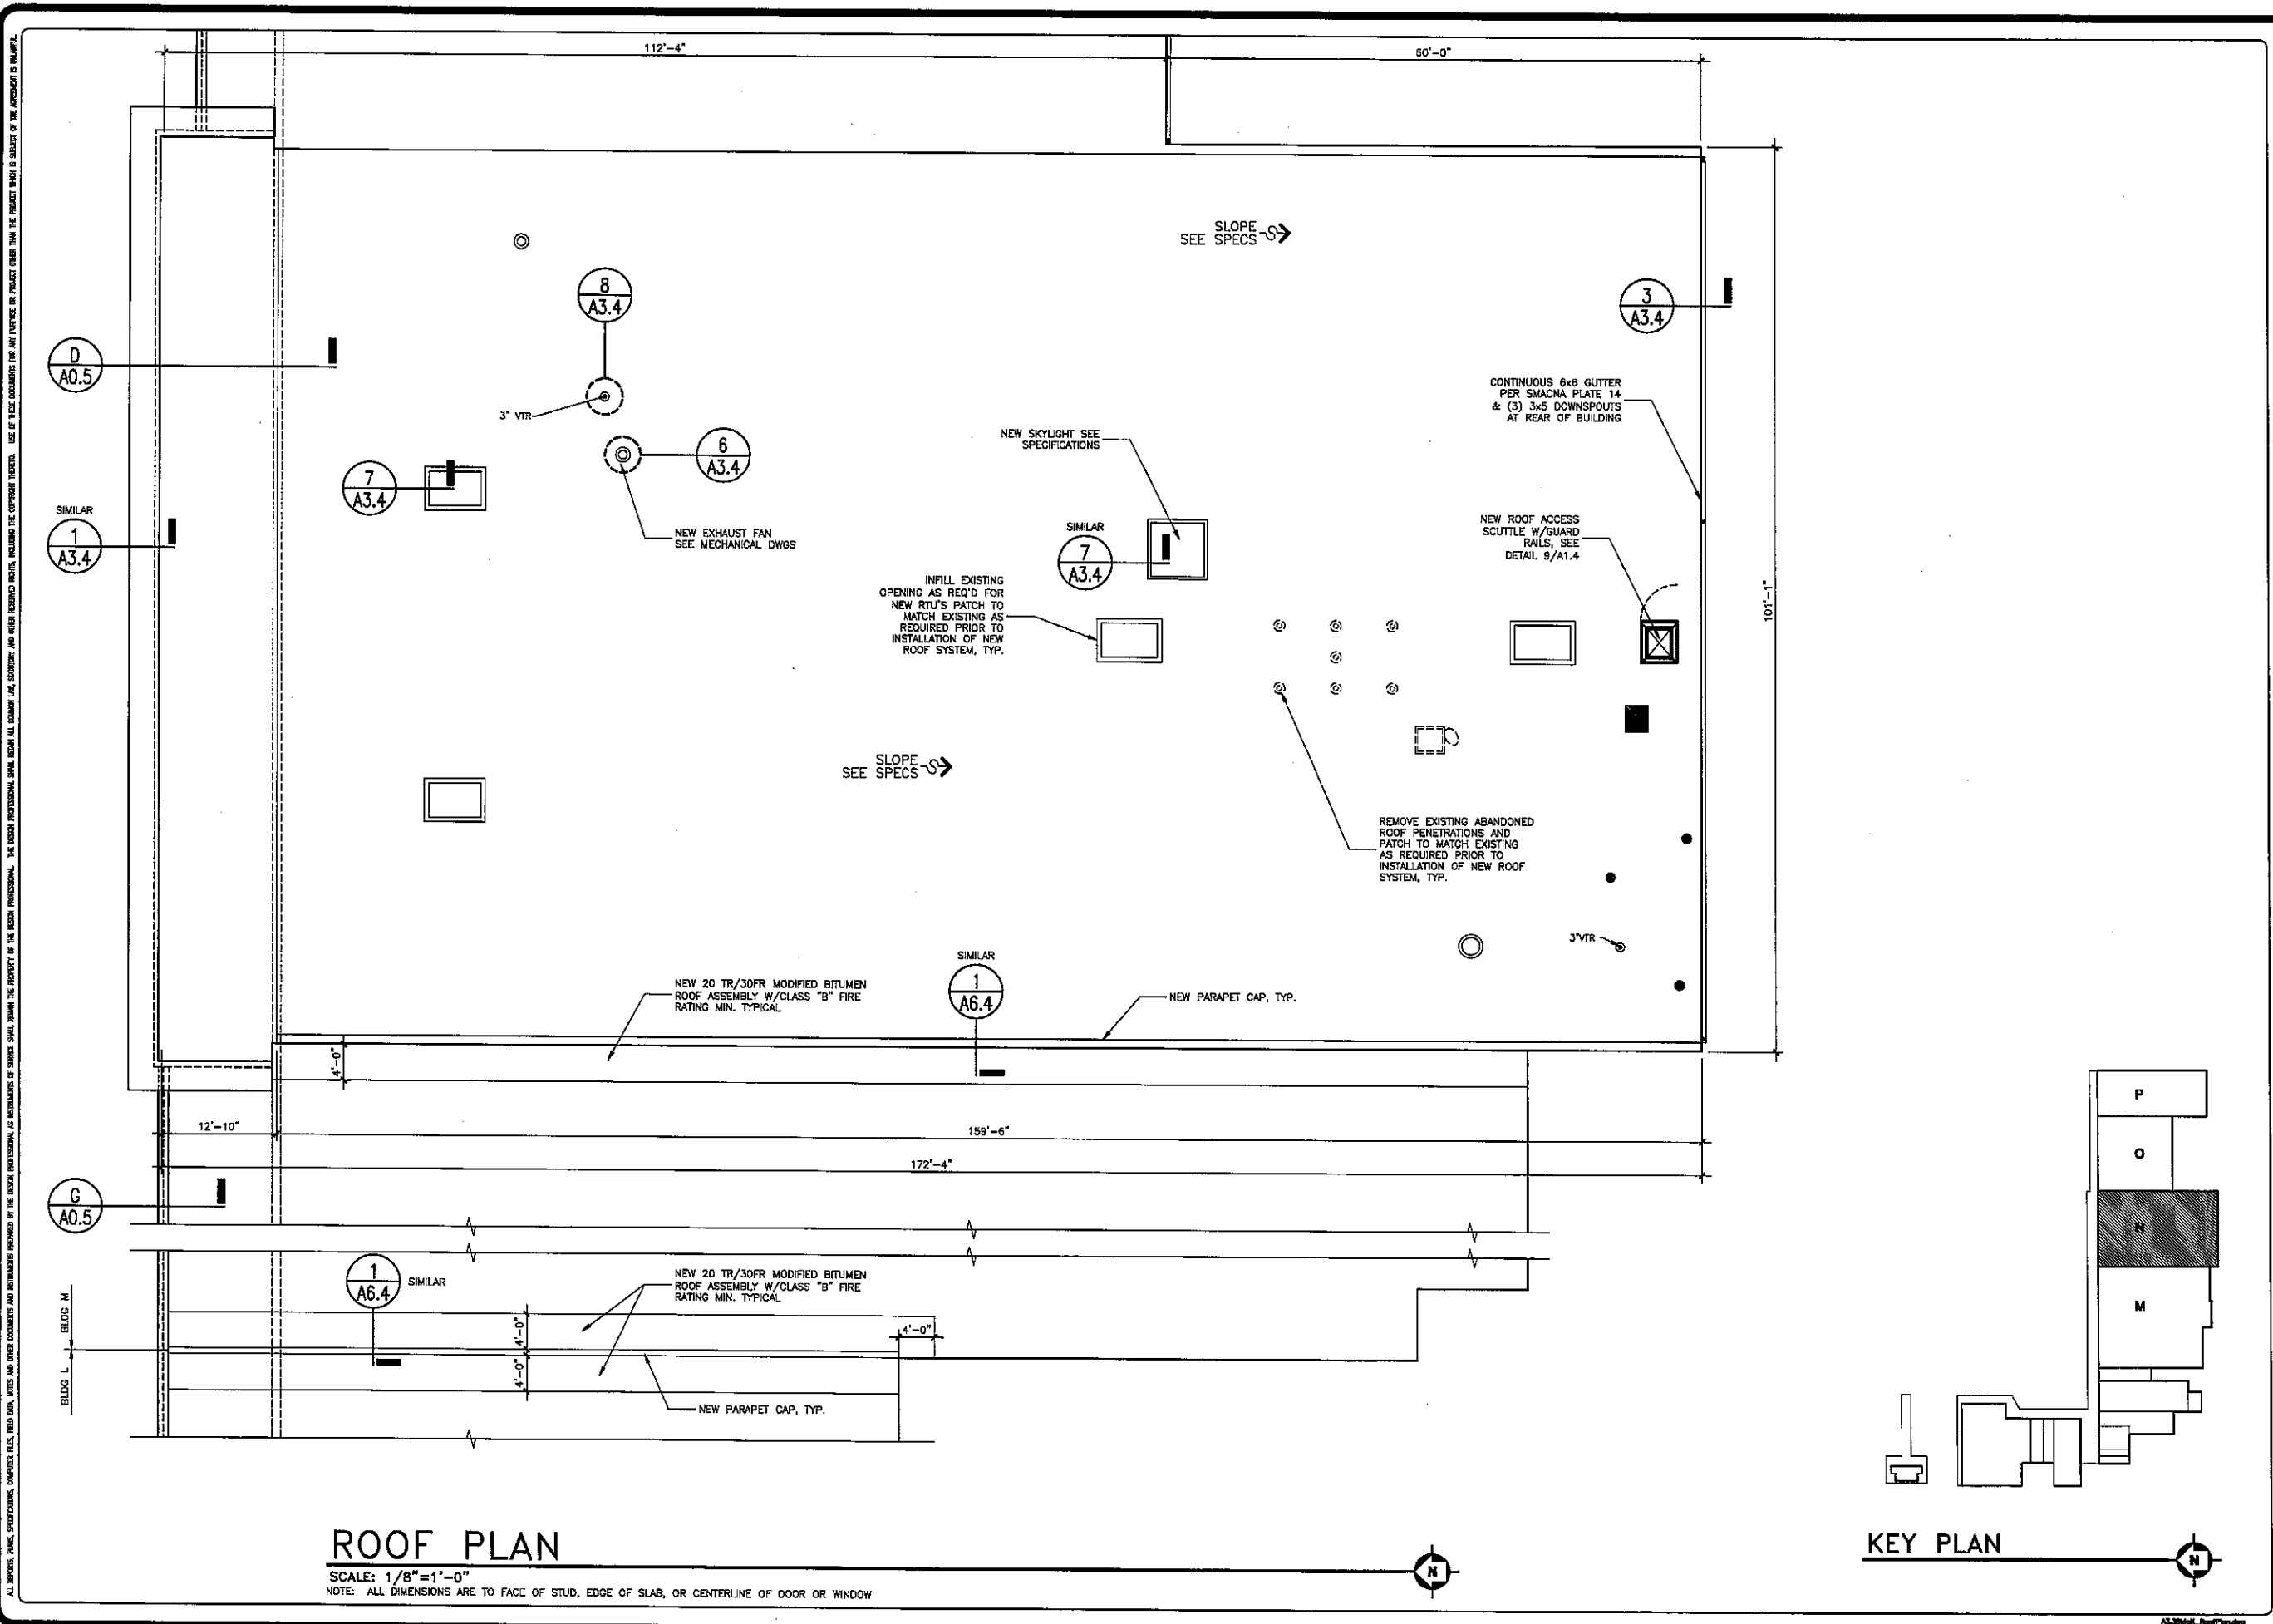 112'-4"
60'-0"
SLOPE
SEE SPECS
8
A3.4
3
A3.4
D
A0.5
3" VTR
CONTINUOUS 6x6 GUTTER
PER SMACNA PLATE 14
& (3) 3x5 DOWNSPOUTS
AT REAR OF BUILDING
NEW SKYLIGHT SEE
SPECIFICATIONS
6
A3.4
7
A3.4
SIMILAR
1
A3.4
NEW EXHAUST FAN
SEE MECHANICAL DWGS
SIMILAR
7
A3.4
NEW ROOF ACCESS
SCUTTLE W/GUARD
RAILS, SEE
DETAIL 9/A1.4
INFILL EXISTING
OPENING AS REQ'D FOR
NEW RTU'S PATCH TO
MATCH EXISTING AS
REQUIRED PRIOR TO
INSTALLATION OF NEW
ROOF SYSTEM, TYP.
101'-1"
SLOPE
SEE SPECS
REMOVE EXISTING ABANDONED
ROOF PENETRATIONS AND
PATCH TO MATCH EXISTING
AS REQUIRED PRIOR TO
INSTALLATION OF NEW ROOF
SYSTEM, TYP.
3"VTR
SIMILAR
1
A6.4
NEW 20 TR/30FR MODIFIED BITUMEN
ROOF ASSEMBLY W/CLASS "B" FIRE
RATING MIN. TYPICAL
NEW PARAPET CAP, TYP.
4'-0"
12'-10"
159'-6"
172'-4"
G
A0.5
1
A6.4
SIMILAR
NEW 20 TR/30FR MODIFIED BITUMEN
ROOF ASSEMBLY W/CLASS "B" FIRE
RATING MIN. TYPICAL
BLDG M
BLDG L
4'-0"
4'-0"
4'-0"
NEW PARAPET CAP, TYP.
P
O
N
M
ROOF PLAN
SCALE: 1/8"=1'-0"
NOTE: ALL DIMENSIONS ARE TO FACE OF STUD, EDGE OF SLAB, OR CENTERLINE OF DOOR OR WINDOW
N
KEY PLAN
N